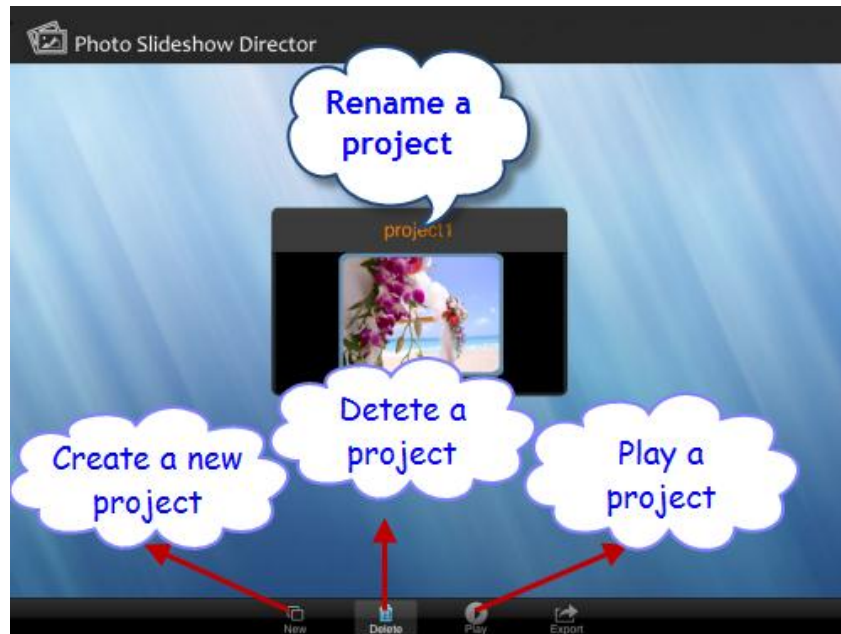 Photo Slideshow Director
Rename a
project
project1
Detete a
project
Create a new
project
Play a
project
New
Delete
Play
Export